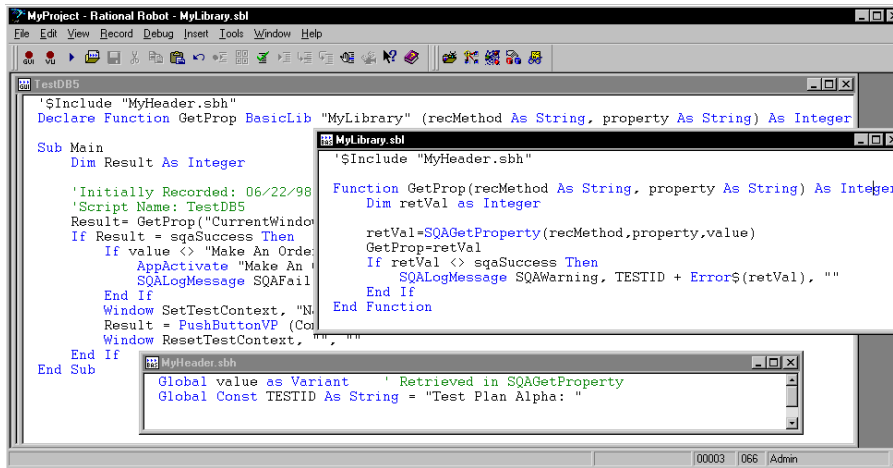 MyProject - Rational Robot - MyLibrary.sbl
File Edit View Record Debug Insert Tools Window Help
TestDB5
'$Include "MyHeader.sbh"
Declare Function GetProp BasicLib "MyLibrary" (recMethod As String, property As String) As Integer
Sub Main
Dim Result As Integer
'Initially Recorded: 06/22/98
'Script Name: TestDB5
Result= GetProp("CurrentWindo
If Result = sqaSuccess Then
If value <> "Make An Orde
AppActivate "Make An
SQALogMessage SQAFail
End If
Window SetTestContext, "N
Result = PushButtonVP (Co
Window ResetTestContext, "", ""
End If
End Sub
MyLibrary.sbl
'$Include "MyHeader.sbh"
Function GetProp(recMethod As String, property As String) As Integer
Dim retVal as Integer
retVal=SQAGetProperty(recMethod,property,value)
GetProp=retVal
If retVal <> sqaSuccess Then
SQALogMessage SQAWarning, TESTID + Error$(retVal), ""
End If
End Function
MyHeader.sbh
Global value as Variant ' Retrieved in SQAGetProperty
Global Const TESTID As String = "Test Plan Alpha: "
00003 066 Admin